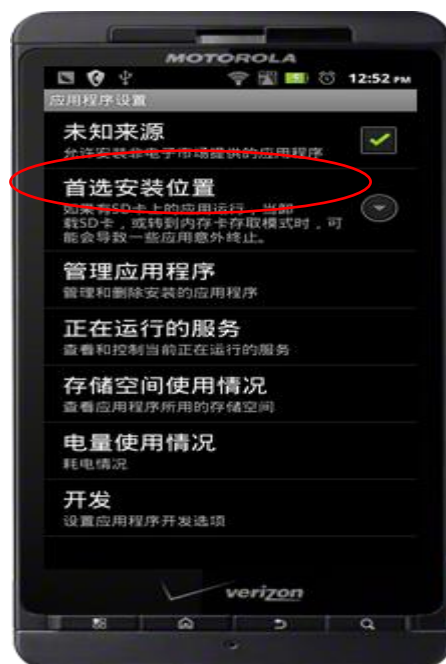 MOTOROLA
12:52 PM
应用程序设置
未知来源
允许安装非电子市场提供的应用程序
首选安装位置
如果有SD卡上的应用运行，当卸
载SD卡，或转到内存卡存取模式时，可
能会导致一些应用意外终止。
管理应用程序
管理和删除安装的应用程序
正在运行的服务
查看和控制当前正在运行的服务
存储空间使用情况
查看应用程序所用的存储空间
电量使用情况
耗电情况
开发
设置应用程序开发选项
verizon